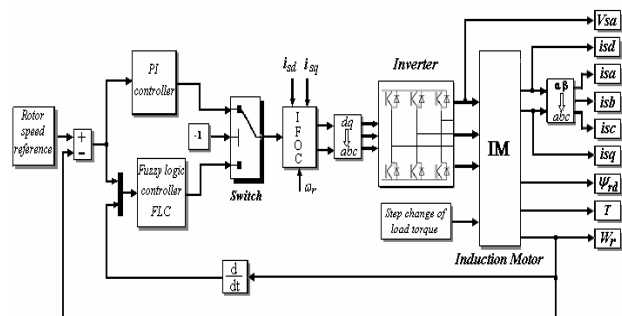 Rotor
speed
reference
+
−
PI
controller
Fuzzy logic
controller
FLC
-1
Switch
isd isq
I
F
O
C
ωr
dq
abc
Inverter
Step change of
load torque
IM
Induction Motor
αβ
abc
d
dt
Vsa
isd
isa
isb
isc
isq
Ψrd
T
Wr